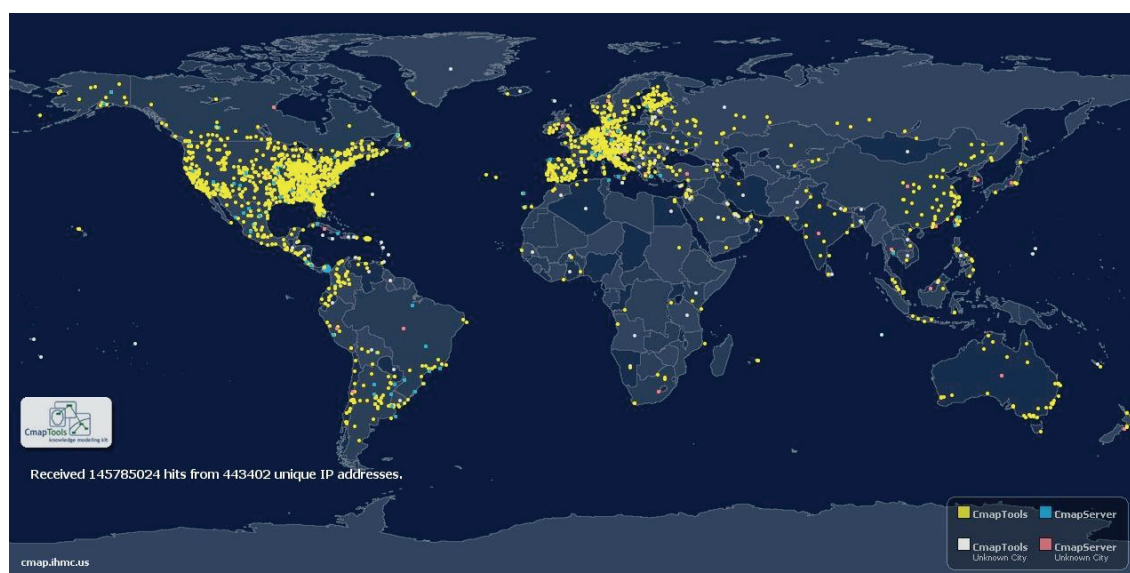 CmapTools
knowledge modeling kit
Received 145785024 hits from 443402 unique IP addresses.
CmapTools
CmapServer
CmapTools
Unknown City
CmapServer
Unknown City
cmap.ihmc.us